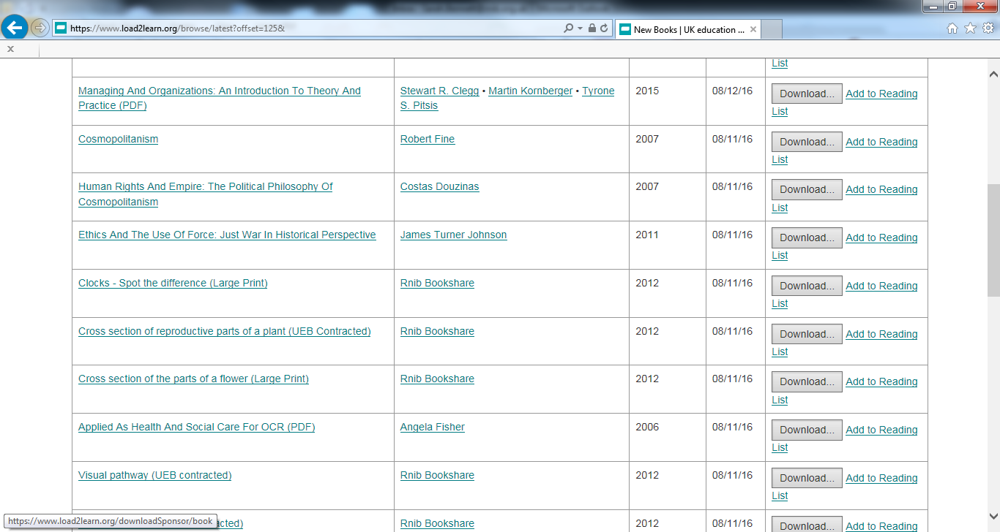 https://www.load2learn.org/browse/latest?offset=125&
New Books | UK education ...
x
List
Managing And Organizations: An Introduction To Theory And
Practice (PDF)
Stewart R. Clegg • Martin Kornberger • Tyrone
S. Pitsis
2015
08/12/16
Download... Add to Reading
List
Cosmopolitanism
Robert Fine
2007
08/11/16
Download... Add to Reading
List
Human Rights And Empire: The Political Philosophy Of
Cosmopolitanism
Costas Douzinas
2007
08/11/16
Download... Add to Reading
List
Ethics And The Use Of Force: Just War In Historical Perspective
James Turner Johnson
2011
08/11/16
Download... Add to Reading
List
Clocks - Spot the difference (Large Print)
Rnib Bookshare
2012
08/11/16
Download... Add to Reading
List
Cross section of reproductive parts of a plant (UEB Contracted)
Rnib Bookshare
2012
08/11/16
Download... Add to Reading
List
Cross section of the parts of a flower (Large Print)
Rnib Bookshare
2012
08/11/16
Download... Add to Reading
List
Applied As Health And Social Care For OCR (PDF)
Angela Fisher
2006
08/11/16
Download... Add to Reading
List
Visual pathway (UEB contracted)
Rnib Bookshare
2012
08/11/16
Download... Add to Reading
List
https://www.load2learn.org/downloadSponsor/book
Rnib Bookshare
2012
08/11/16
Download... Add to Reading